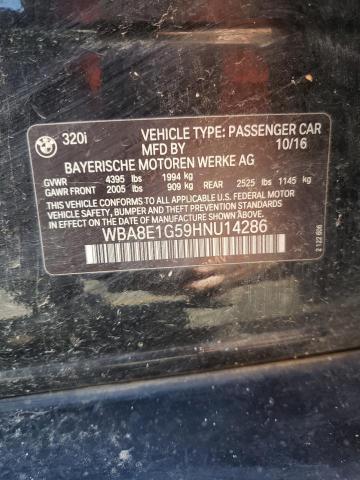 320i VEHICLE TYPE: PASSENGER CAR
MFD BY 10/16
BAYERISCHE MOTOREN WERKE AG
GVWR 4395 lbs 1994 kg
GAWR FRONT 2005 lbs 909 kg REAR 2525 lbs 1145 kg
THIS VEHICLE CONFORMS TO ALL APPLICABLE U.S. FEDERAL MOTOR
VEHICLE SAFETY, BUMPER, AND THEFT PREVENTION STANDARDS
IN EFFECT ON THE DATE OF MANUFACTURE SHOWN ABOVE.
WBA8E1G59HNU14286